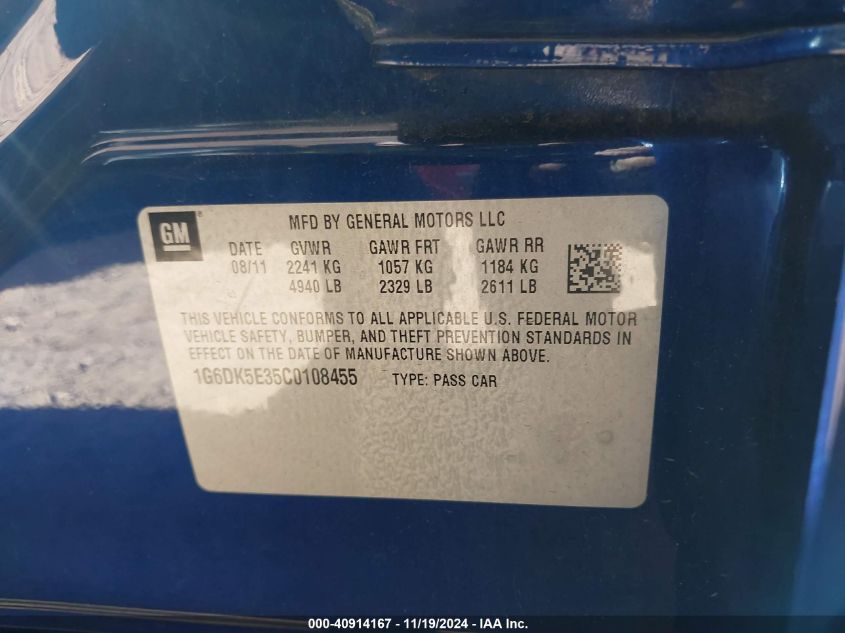 GM ®
MFD BY GENERAL MOTORS LLC
DATE GVWR GAWR FRT GAWR RR
08/11 2241 KG 1057 KG 1184 KG
4940 LB 2329 LB 2611 LB
THIS VEHICLE CONFORMS TO ALL APPLICABLE U.S. FEDERAL MOTOR
VEHICLE SAFETY, BUMPER, AND THEFT PREVENTION STANDARDS IN
EFFECT ON THE DATE OF MANUFACTURE SHOWN ABOVE.
1G6DK5E35C0108455 TYPE: PASS CAR
000-40914167 - 11/19/2024 - IAA Inc.